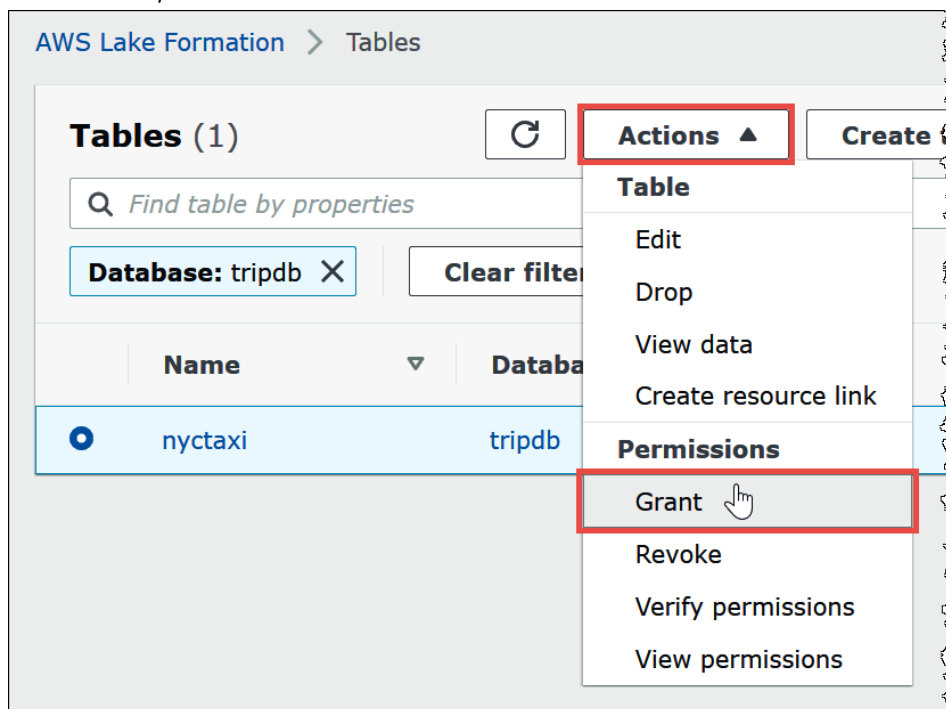 AWS Lake Formation > Tables
Tables (1)
Actions ▲
Create
Find table by properties
Database: tripdb ✕
Clear filter
Name
Databa
nyctaxi
tripdb
Table
Edit
Drop
View data
Create resource link
Permissions
Grant
Revoke
Verify permissions
View permissions